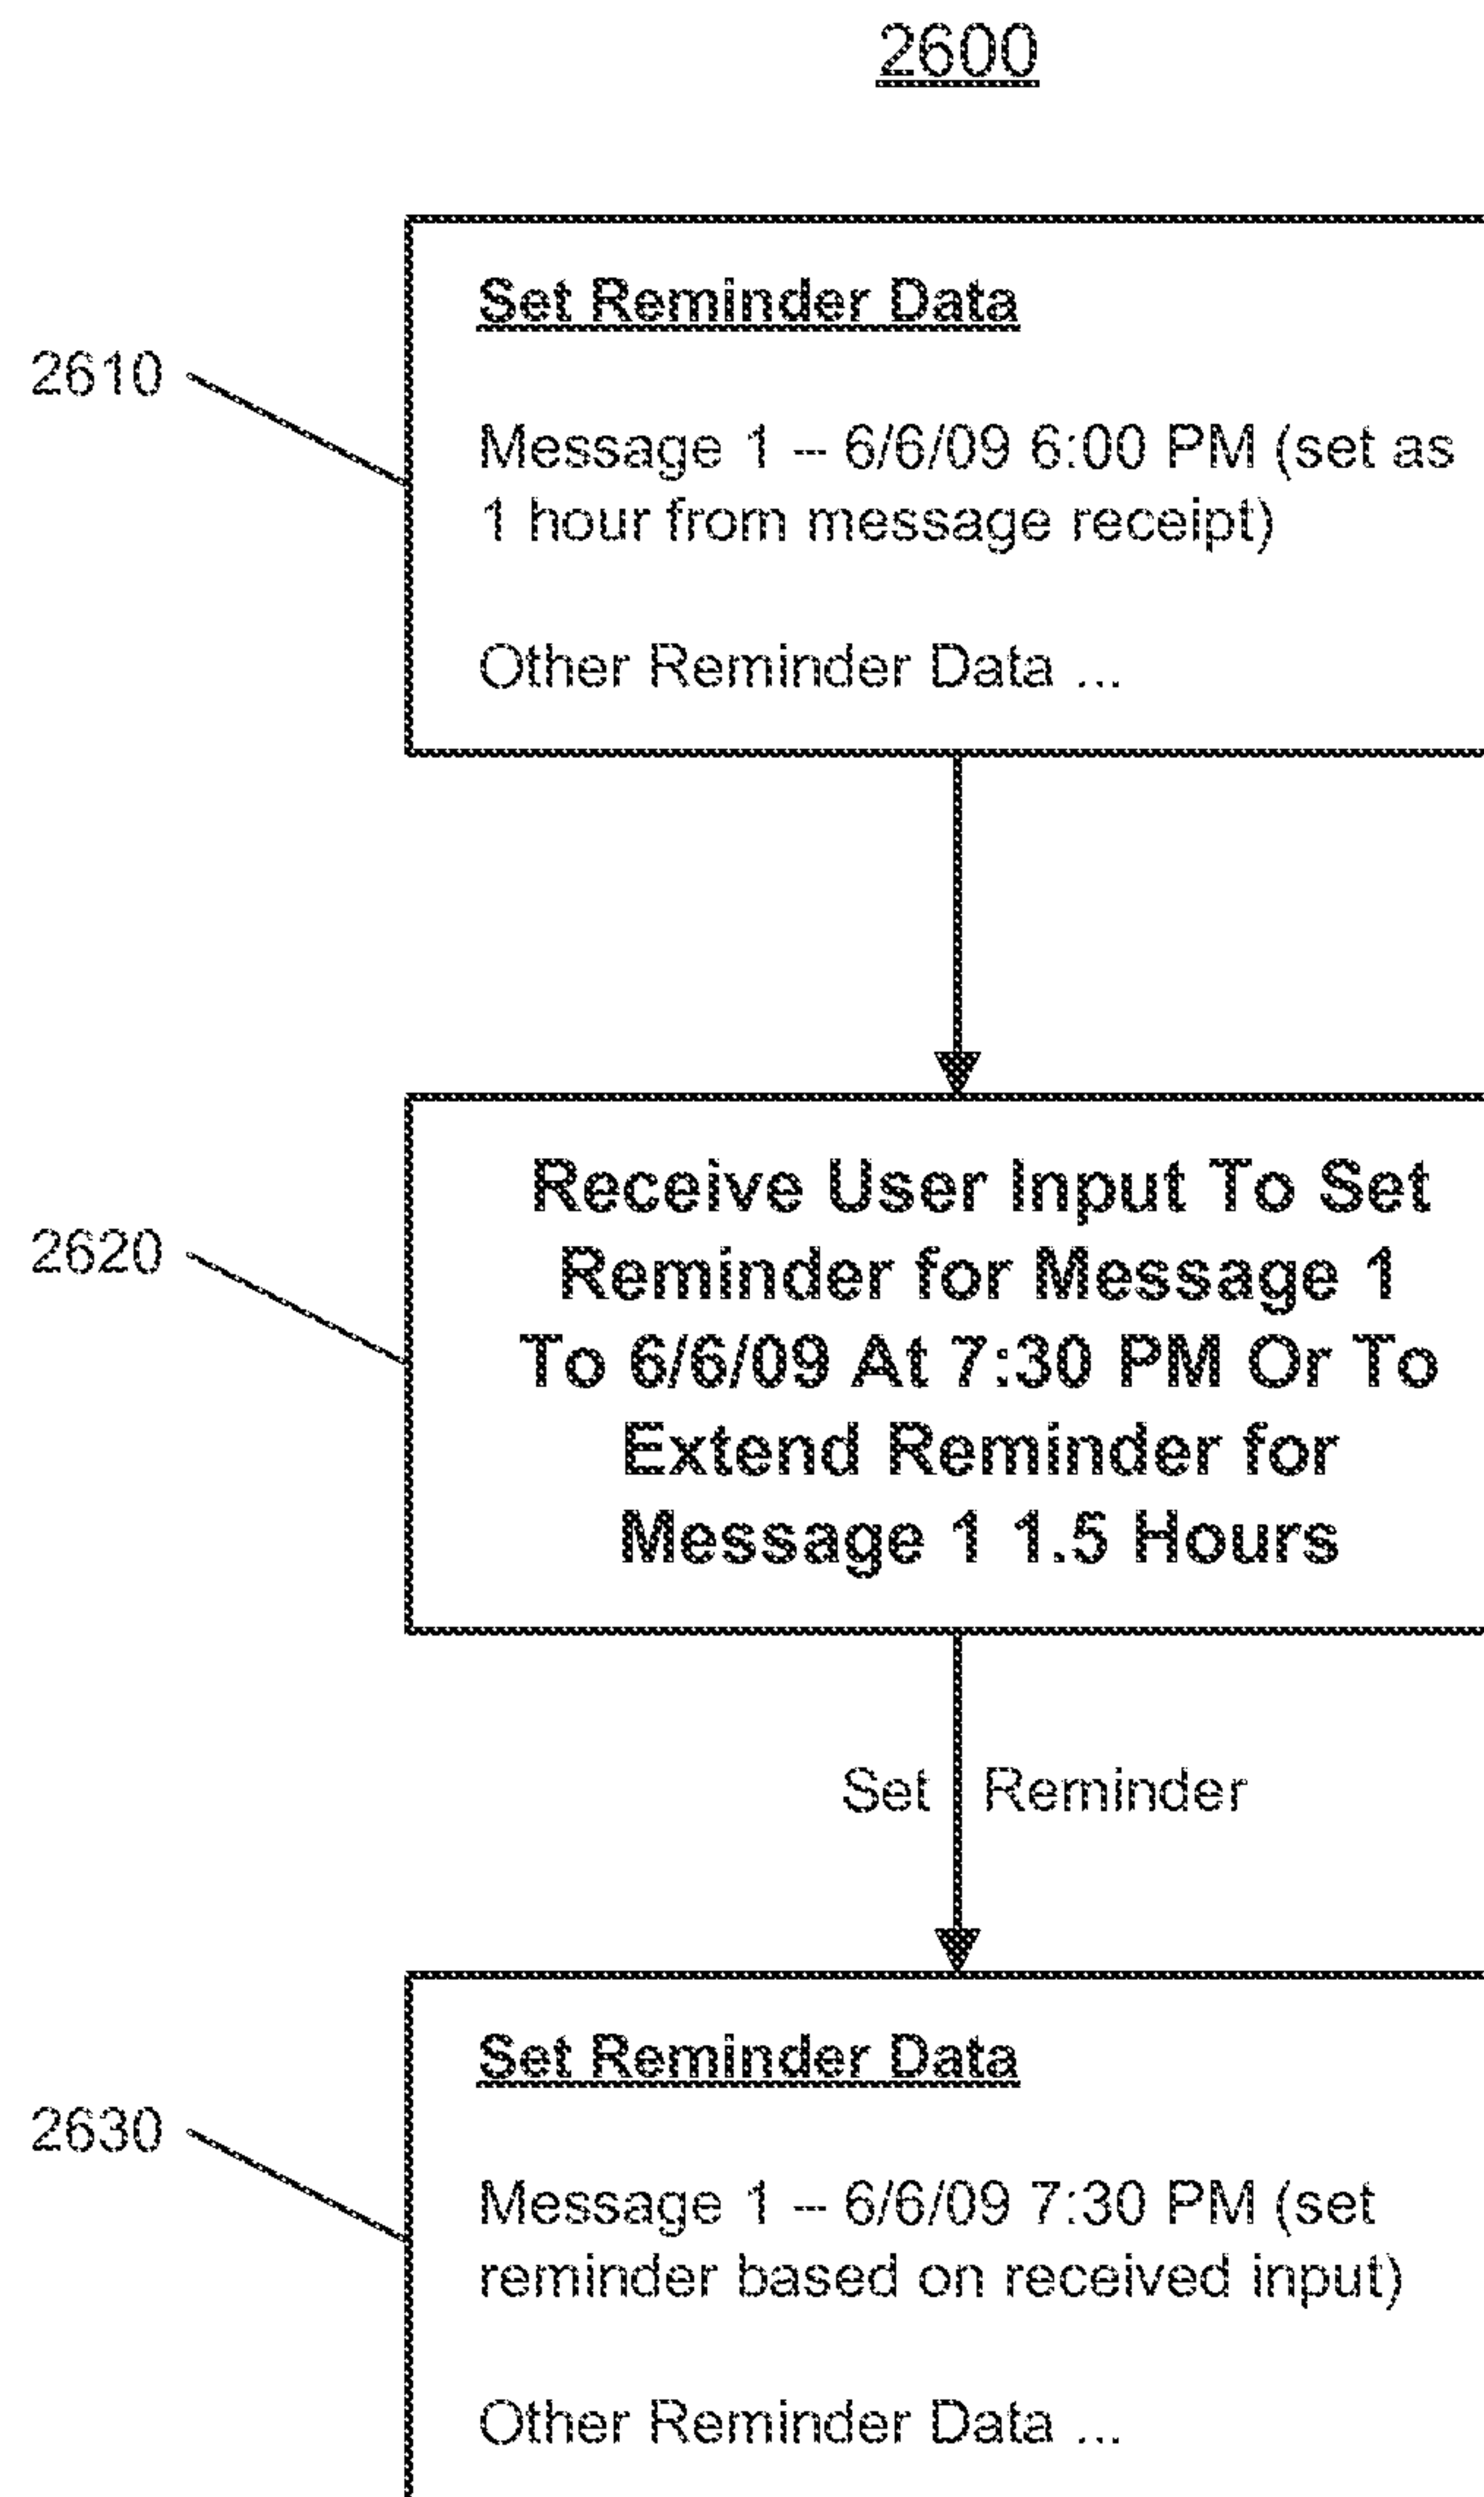 2600
Set Reminder Data
2610
Message 1 -- 6/6/09 6:00 PM (set as
1 hour from message receipt)
Other Reminder Data ...
Receive User Input To Set
2620
Reminder for Message 1
To 6/6/09 At 7:30 PM Or To
Extend Reminder for
Message 1 1.5 Hours
Set Reminder
Set Reminder Data
2630
Message 1 -- 6/6/09 7:30 PM (set
reminder based on received input)
Other Reminder Data ...